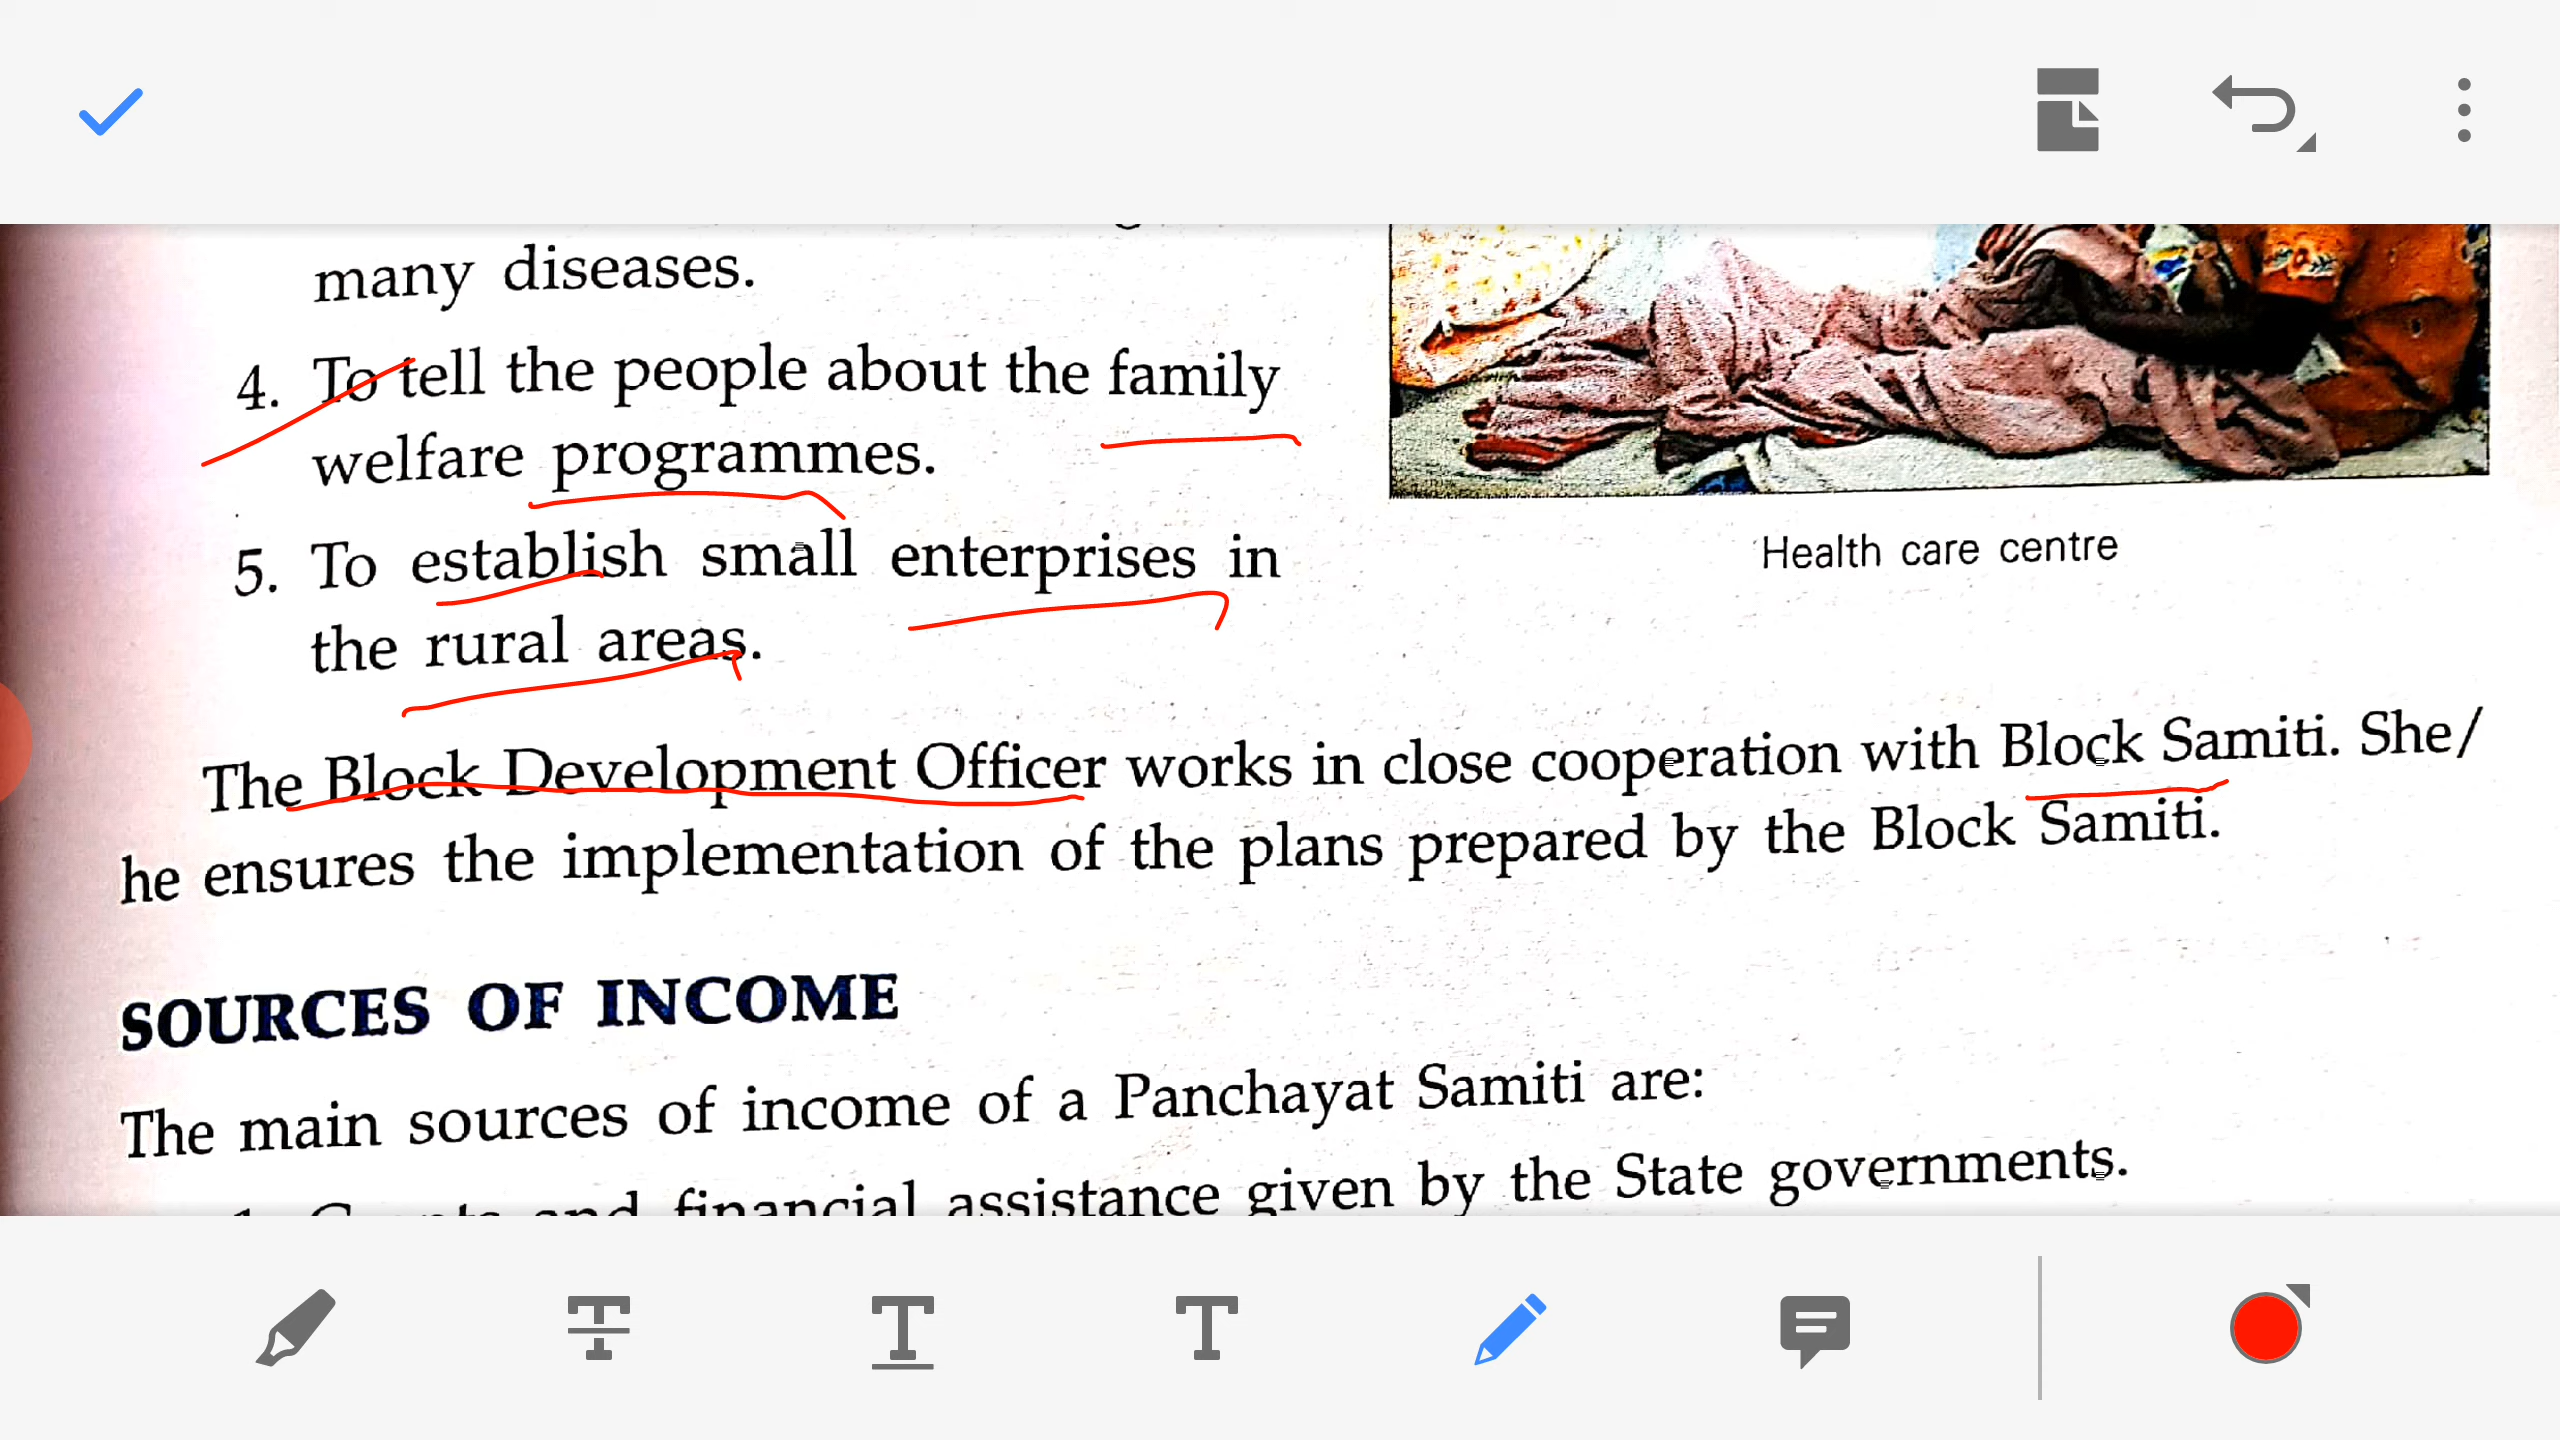 many diseases.
4. To tell the people about the family
welfare programmes.
5. To establish small enterprises in
the rural areas.
Health care centre
The Block Development Officer works in close cooperation with Block Samiti. She/
he ensures the implementation of the plans prepared by the Block Samiti.
SOURCES OF INCOME
The main sources of income of a Panchayat Samiti are:
1. Grants and financial assistance given by the State governments.